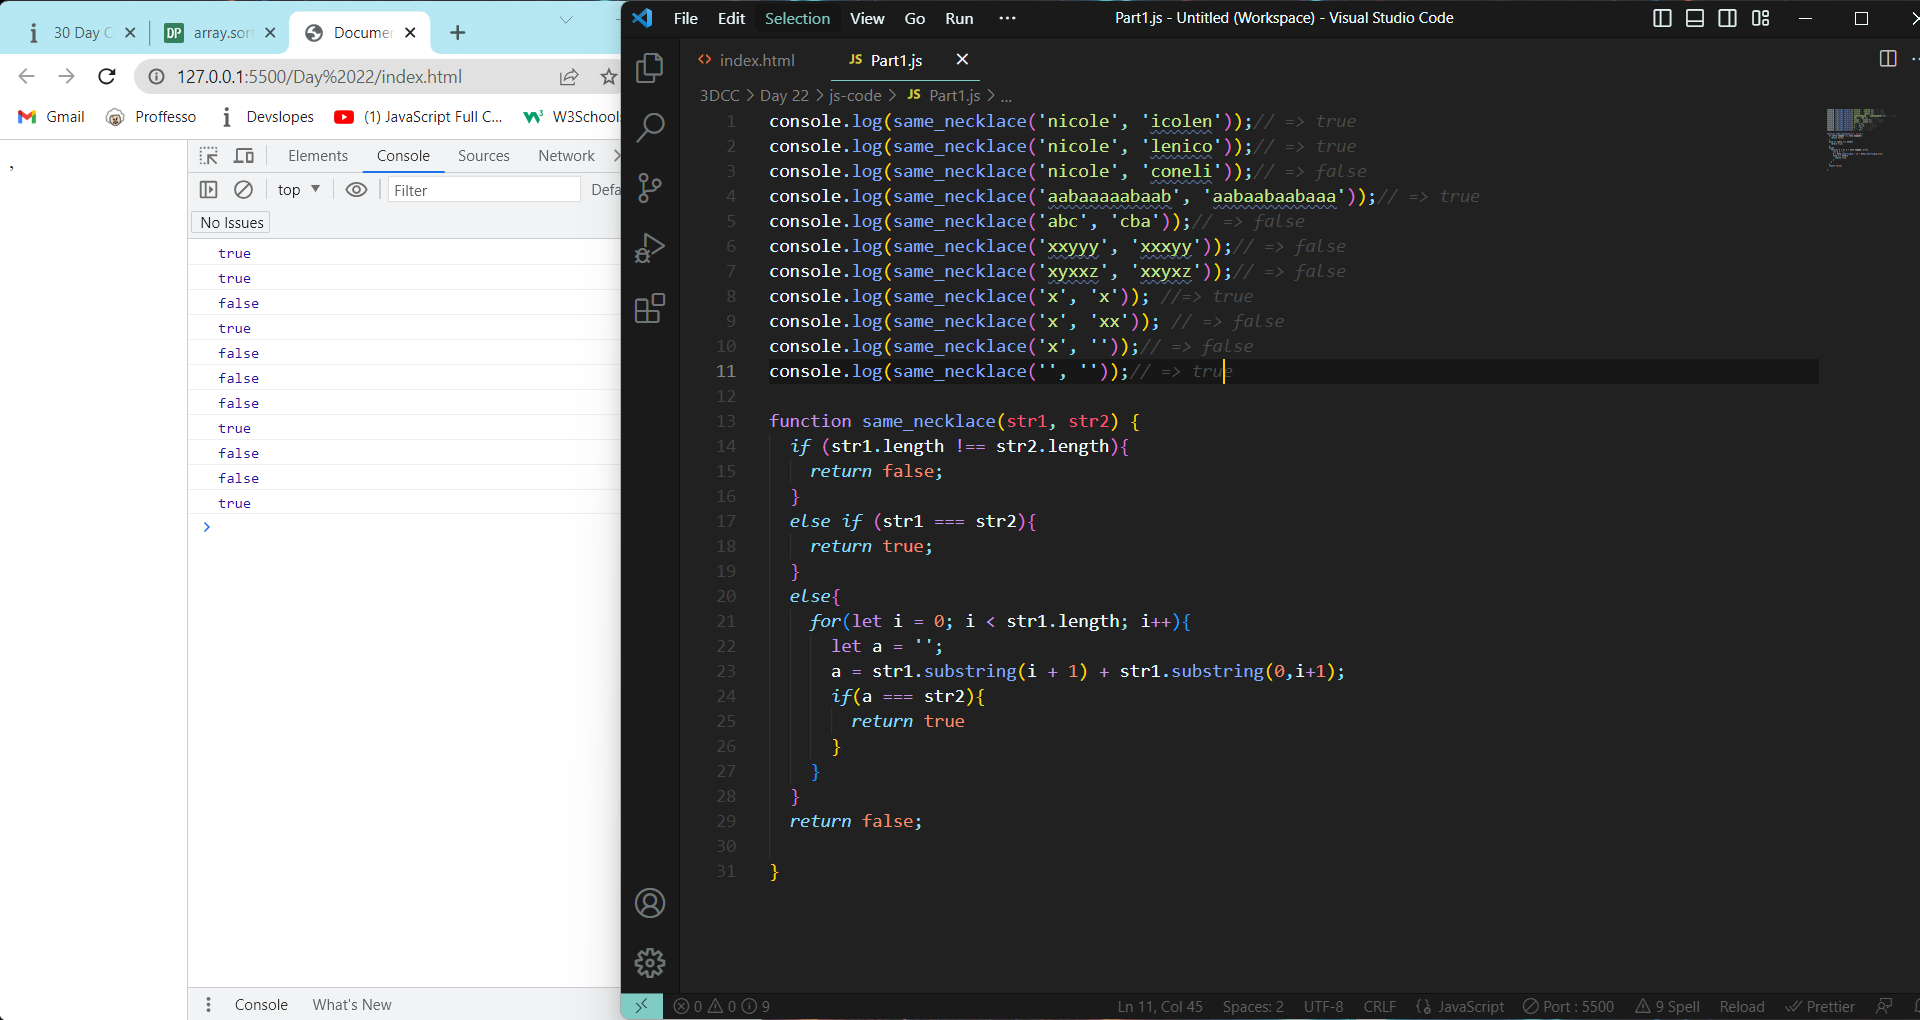 30 Day C
array.sor
Documen
127.0.0.1:5500/Day%2022/index.html
Gmail
Proffesso
Devslopes
(1) JavaScript Full C...
W3Schools
,
Elements
Console
Sources
Network
top
Filter
Defa
No Issues
true
true
false
true
false
false
false
true
false
false
true
Console
What's New
File Edit Selection View Go Run ···
Part1.js - Untitled (Workspace) - Visual Studio Code
<> index.html
JS Part1.js
3DCC > Day 22 > js-code > JS Part1.js > ...
1 console.log(same_necklace('nicole', 'icolen'));// => true
2 console.log(same_necklace('nicole', 'lenico'));// => true
3 console.log(same_necklace('nicole', 'coneli'));// => false
4 console.log(same_necklace('aabaaaaabaab', 'aabaabaabaaa'));// => true
5 console.log(same_necklace('abc', 'cba'));// => false
6 console.log(same_necklace('xxyyy', 'xxxyy'));// => false
7 console.log(same_necklace('xyxxz', 'xxyxz'));// => false
8 console.log(same_necklace('x', 'x')); //=> true
9 console.log(same_necklace('x', 'xx')); // => false
10 console.log(same_necklace('x', ''));// => false
11 console.log(same_necklace('', ''));// => true
12
13 function same_necklace(str1, str2) {
14 if (str1.length !== str2.length){
15 return false;
16 }
17 else if (str1 === str2){
18 return true;
19 }
20 else{
21 for(let i = 0; i < str1.length; i++){
22 let a = '';
23 a = str1.substring(i + 1) + str1.substring(0,i+1);
24 if(a === str2){
25 return true
26 }
27 }
28 }
29 return false;
30
31 }
0 0 9
Ln 11, Col 45
Spaces: 2
UTF-8
CRLF
{} JavaScript
Port : 5500
9 Spell
Reload
Prettier